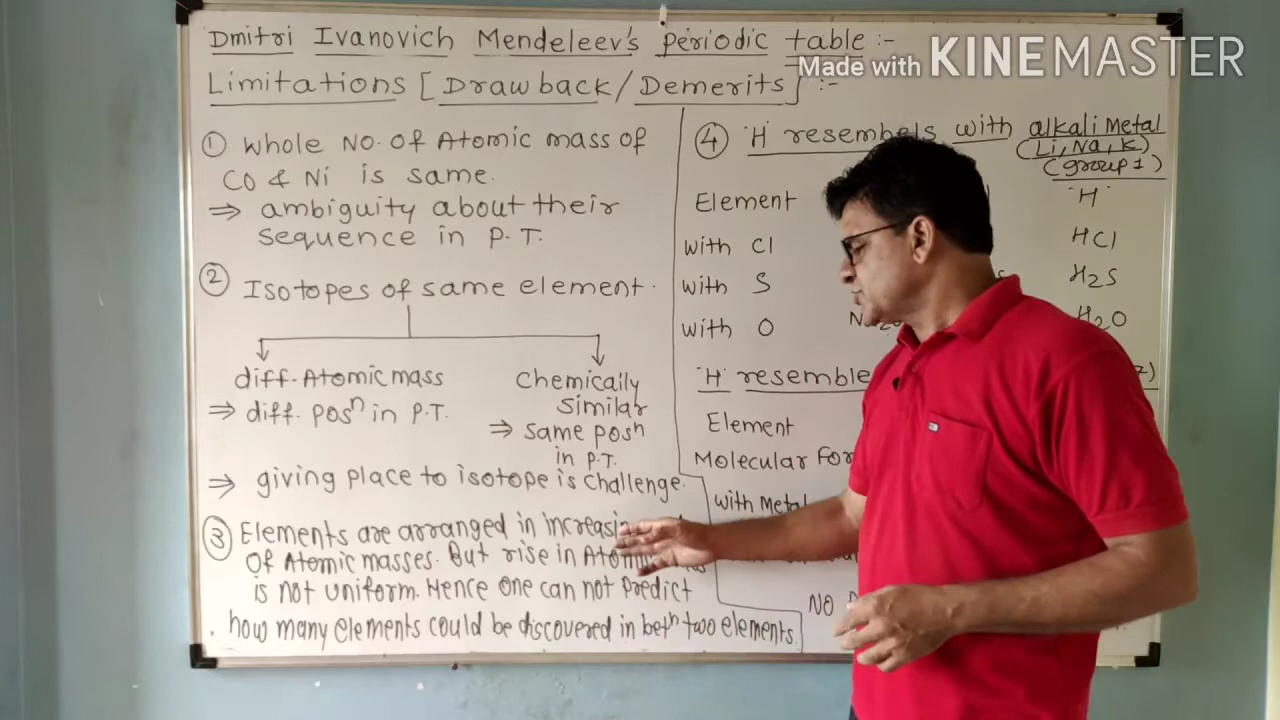 Dmitri Ivanovich Mendeleev's periodic table :-
Made with KINEMASTER
Limitations [Drawback/Demerits] :-
① Whole No. of Atomic mass of
Co & Ni is same.
⇒ ambiguity about their
sequence in P.T.
② Isotopes of same element.
diff. Atomic mass
⇒ diff. posⁿ in P.T.
Chemically
similar
⇒ same posⁿ
in P.T.
⇒ giving place to isotope is challenge.
③ Elements are arranged in
of Atomic masses. But rise in
is not uniform. Hence one can not predict
how many elements could be discovered in betⁿ two elements.
④ 'H' resembels with alkali Metal
(Li, Na, K)
(group 1)
Element 'H'
with Cl HCl
with S H₂S
with O H₂O
'H' resemble
Element
Molecular
with Metal
No